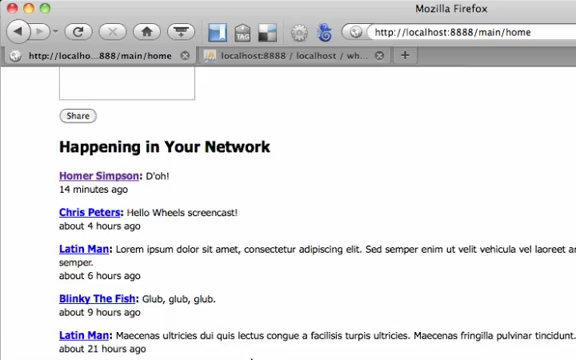 Mozilla Firefox
http://localhost:8888/main/home
http://localho...888/main/home
localhost:8888 / localhost / wh...
TAG
Share
Happening in Your Network
Homer Simpson: D'oh!
14 minutes ago
Chris Peters: Hello Wheels screencast!
about 4 hours ago
Latin Man: Lorem ipsum dolor sit amet, consectetur adipiscing elit. Sed semper enim ut velit vehicula vel laoreet an
semper.
about 6 hours ago
Blinky The Fish: Glub, glub, glub.
about 9 hours ago
Latin Man: Maecenas ultricies dui quis lectus congue a facilisis turpis ultricies. Maecenas fringilla pulvinar tincidunt.
about 21 hours ago